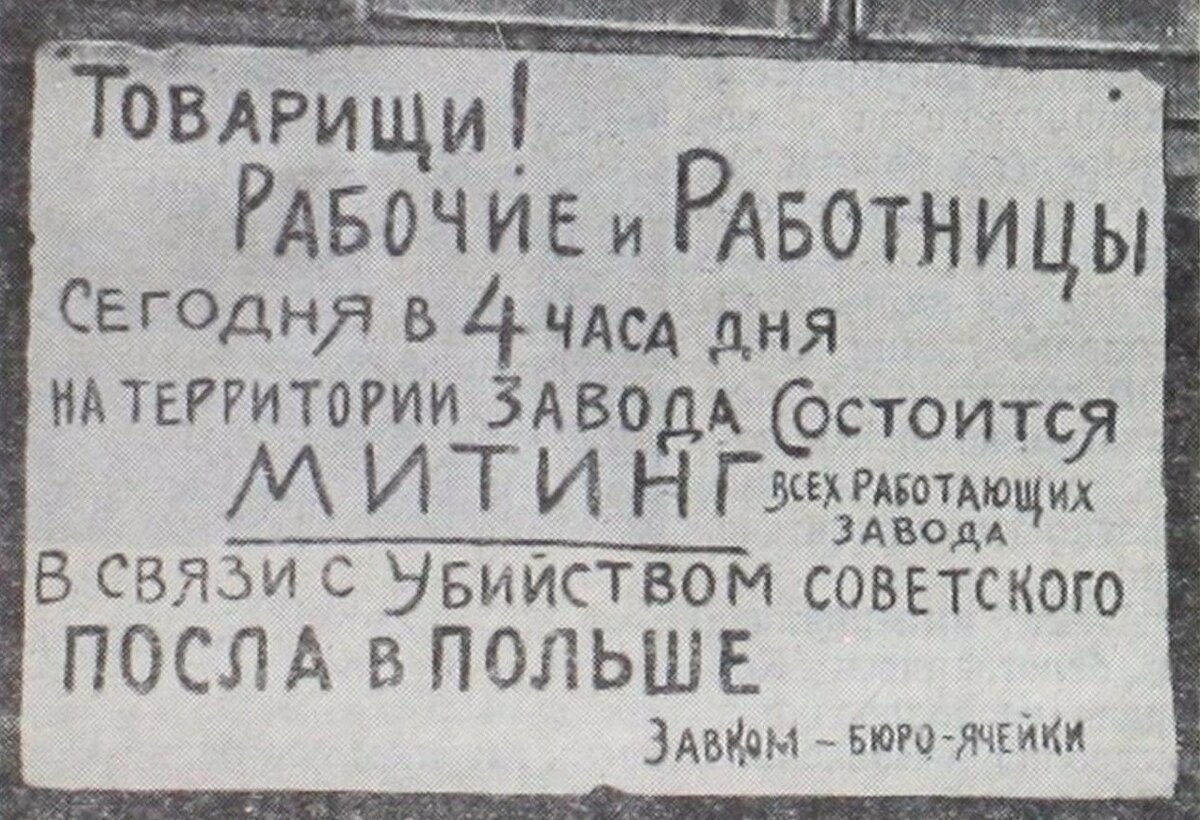 Товарищи!
Рабочие и Работницы
сегодня в 4 часа дня
на территории завода состоится
МИТИНГ всех работающих
завода
в связи с убийством советского
посла в Польше
Завком – бюро-ячейки